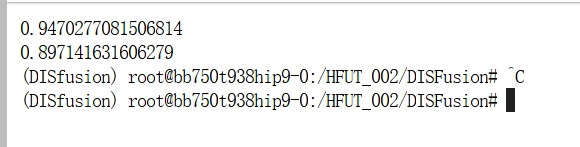 0.9470277081506814
0.897141631606279
(DISfusion) root@bb750t938hip9-0:/HFUT_002/DISFusion# ^C
(DISfusion) root@bb750t938hip9-0:/HFUT_002/DISFusion#